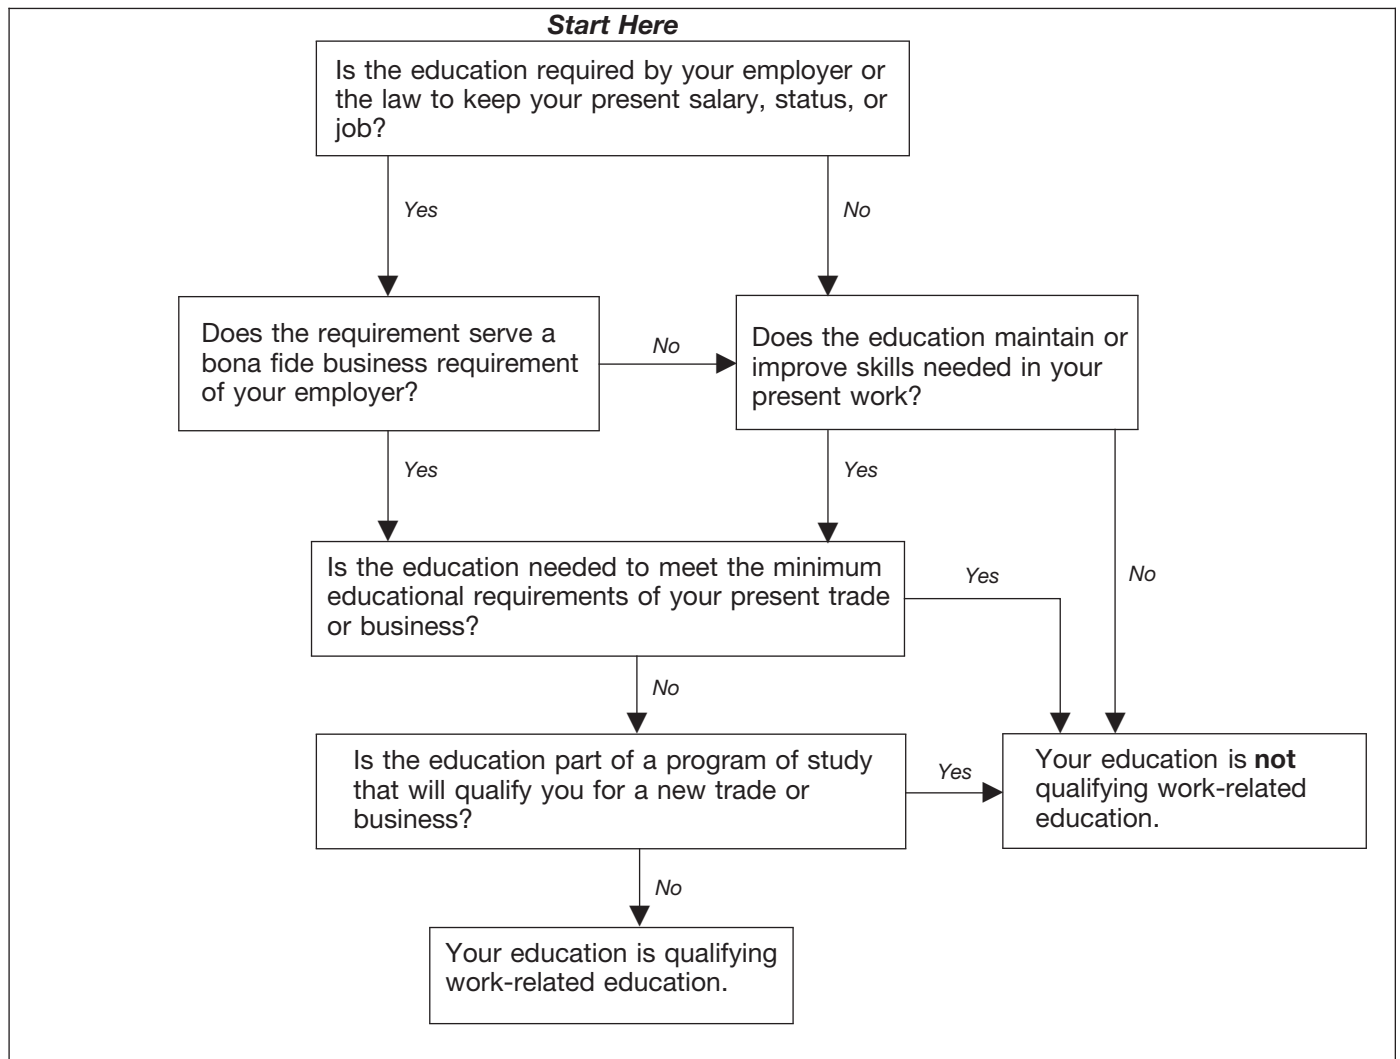 Start Here
Is the education required by your employer or
the law to keep your present salary, status, or
job?
Yes
No
Does the requirement serve a
bona fide business requirement
of your employer?
No
Does the education maintain or
improve skills needed in your
present work?
Yes
Yes
No
Is the education needed to meet the minimum
educational requirements of your present trade
or business?
Yes
No
Is the education part of a program of study
that will qualify you for a new trade or
business?
Yes
Your education is not
qualifying work-related
education.
No
Your education is qualifying
work-related education.